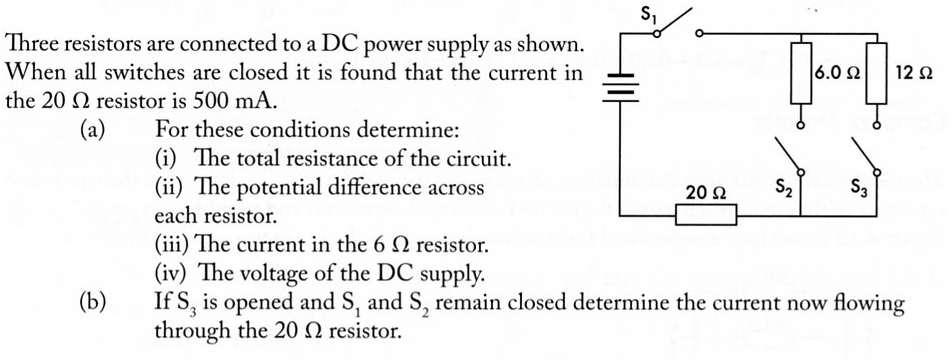 S₁
Three resistors are connected to a DC power supply as shown.
When all switches are closed it is found that the current in
the 20 Ω resistor is 500 mA.
(a) For these conditions determine:
(i) The total resistance of the circuit.
(ii) The potential difference across
each resistor.
(iii) The current in the 6 Ω resistor.
(iv) The voltage of the DC supply.
(b) If S₃ is opened and S₁ and S₂ remain closed determine the current now flowing
through the 20 Ω resistor.
6.0 Ω
12 Ω
20 Ω
S₂
S₃